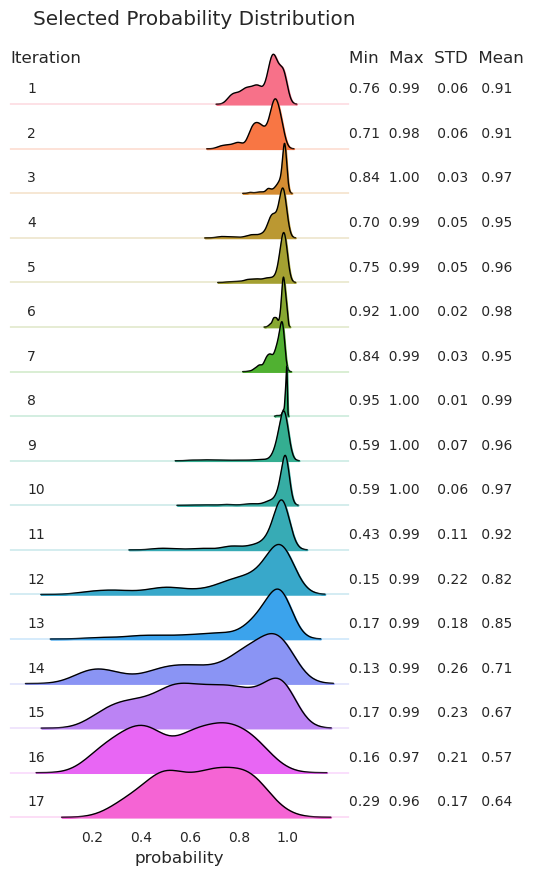 Selected Probability Distribution
Iteration Min Max STD Mean
1 0.76 0.99 0.06 0.91
2 0.71 0.98 0.06 0.91
3 0.84 1.00 0.03 0.97
4 0.70 0.99 0.05 0.95
5 0.75 0.99 0.05 0.96
6 0.92 1.00 0.02 0.98
7 0.84 0.99 0.03 0.95
8 0.95 1.00 0.01 0.99
9 0.59 1.00 0.07 0.96
10 0.59 1.00 0.06 0.97
11 0.43 0.99 0.11 0.92
12 0.15 0.99 0.22 0.82
13 0.17 0.99 0.18 0.85
14 0.13 0.99 0.26 0.71
15 0.17 0.99 0.23 0.67
16 0.16 0.97 0.21 0.57
17 0.29 0.96 0.17 0.64
0.2 0.4 0.6 0.8 1.0
probability